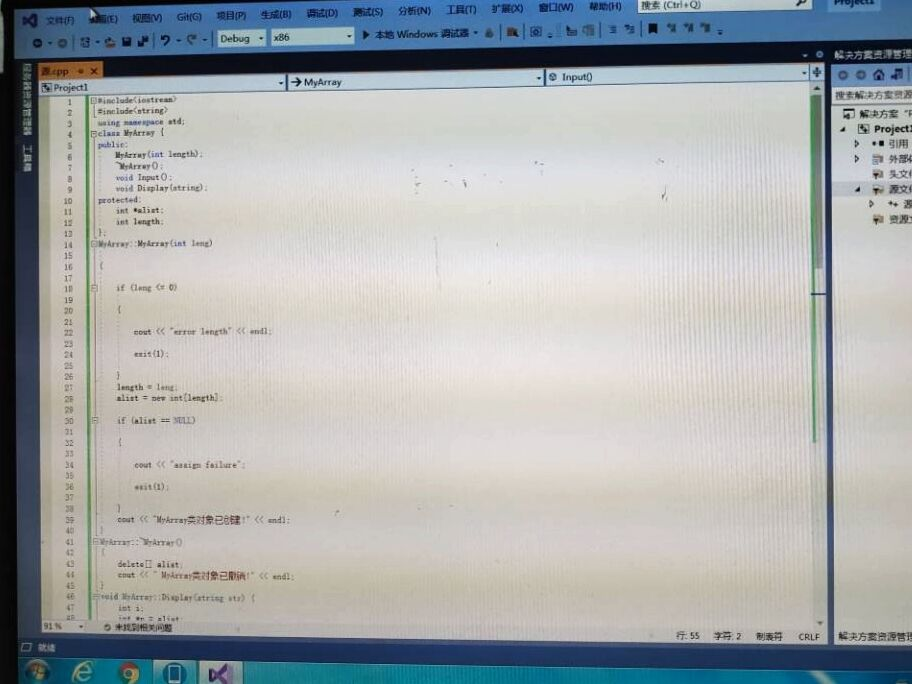 文件(F) 编辑(E) 视图(V) Git(G) 项目(P) 生成(B) 调试(D) 测试(S) 分析(N) 工具(T) 扩展(X) 窗口(W) 帮助(H) 搜索 (Ctrl+Q) Project1
Debug x86 本地 Windows 调试器
源.cpp 解决方案资源管理
Project1 MyArray Input()
搜索解决方案资源
工具箱
解决方案 "P
Project1
引用
外部依
头文件
源文件
源
资源文
1 #include<iostream>
2 #include<string>
3 using namespace std;
4 class MyArray {
5 public:
6 MyArray(int length);
7 ~MyArray();
8 void Input();
9 void Display(string);
10 protected:
11 int *alist;
12 int length;
13 };
14 MyArray::MyArray(int leng)
15
16 {
17
18 if (leng <= 0)
19
20 {
21
22 cout << "error length" << endl;
23
24 exit(1);
25
26 }
27 length = leng;
28 alist = new int[length];
29
30 if (alist == NULL)
31
32 {
33
34 cout << "assign failure";
35
36 exit(1);
37
38 }
39 cout << "MyArray类对象已创建!" << endl;
40 }
41 MyArray::~MyArray()
42 {
43 delete[] alist;
44 cout << " MyArray类对象已撤销!" << endl;
45 }
46 void MyArray::Display(string str) {
47 int i;
48 int *p = alist
91 % 未找到相关问题 行: 55 字符: 2 制表符 CRLF
解决方案资源管理
就绪